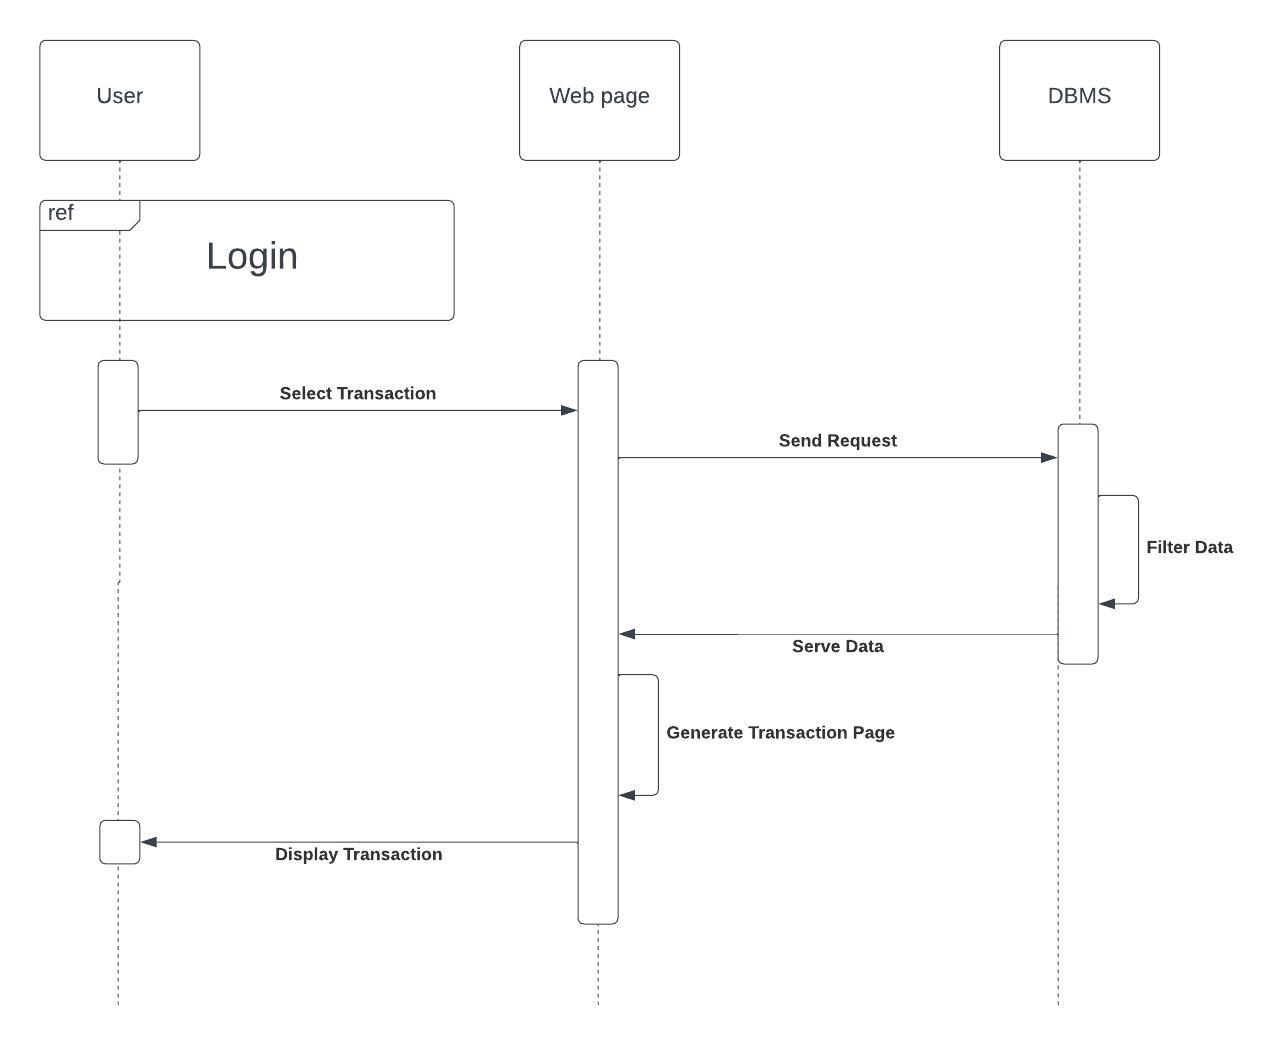 User
Web page
DBMS
ref
Login
Select Transaction
Send Request
Filter Data
Serve Data
Generate Transaction Page
Display Transaction